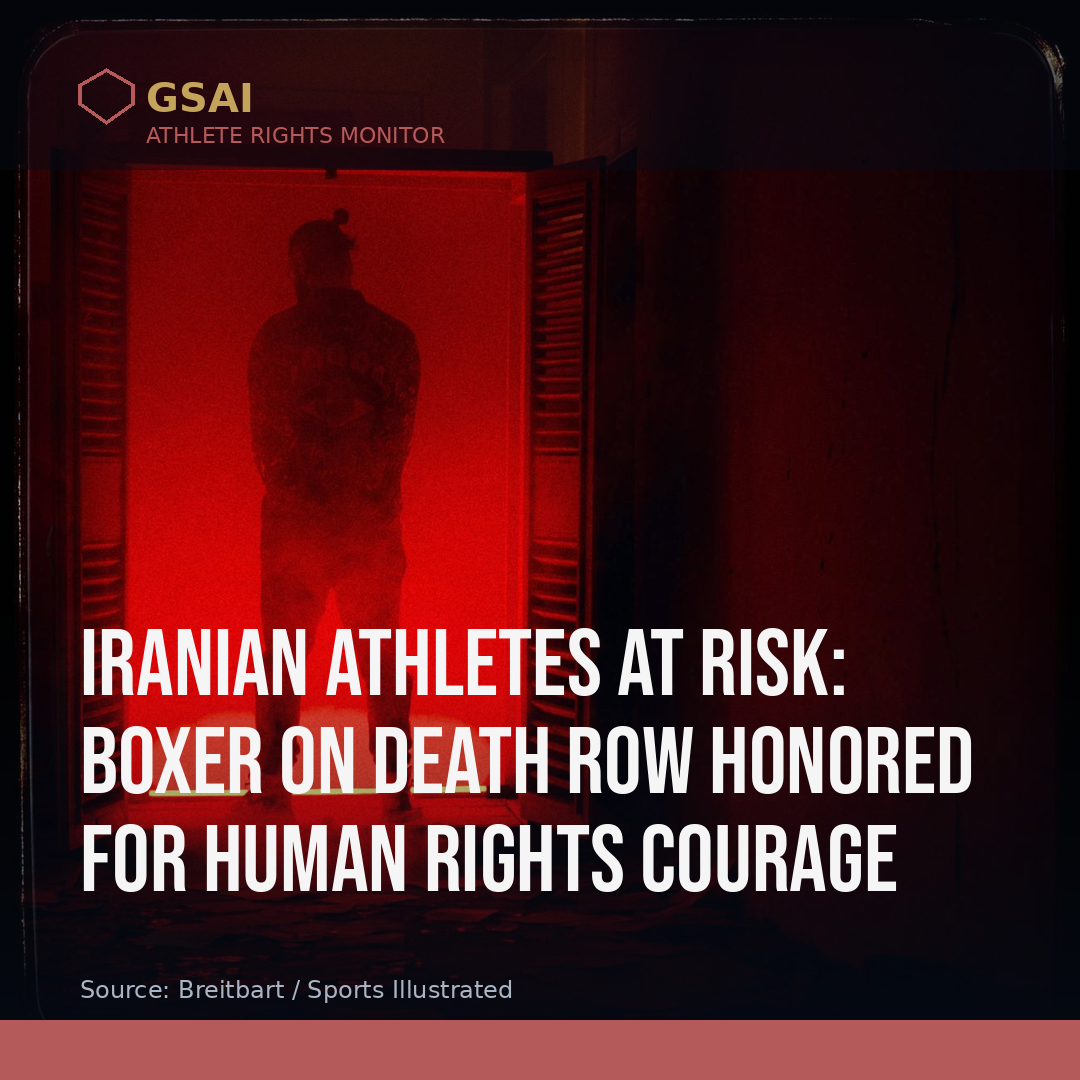 GSAI
ATHLETE RIGHTS MONITOR
IRANIAN ATHLETES AT RISK:
BOXER ON DEATH ROW HONORED
FOR HUMAN RIGHTS COURAGE
Source: Breitbart / Sports Illustrated